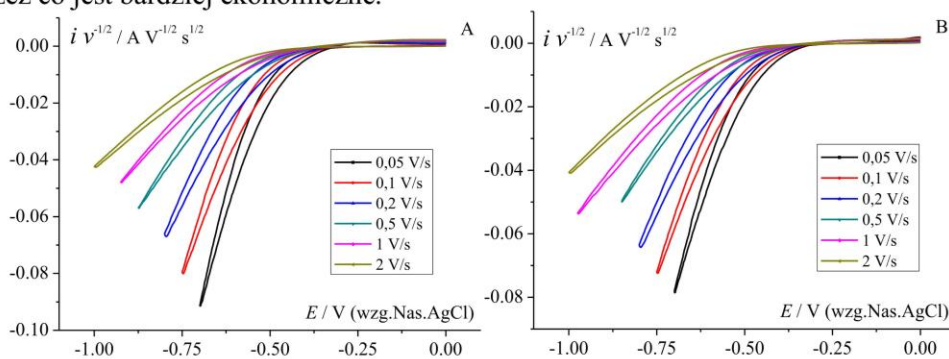 co jest bardziej ekonomiczne.
i v^-1/2 / A V^-1/2 s^1/2
A
0.00
-0.02
-0.04
-0.06
-0.08
-0.10
0,05 V/s
0,1 V/s
0,2 V/s
0,5 V/s
1 V/s
2 V/s
E / V (wzg.Nas.AgCl)
-1.00 -0.75 -0.50 -0.25 0.00
i v^-1/2 / A V^-1/2 s^1/2
B
0.00
-0.02
-0.04
-0.06
-0.08
0,05 V/s
0,1 V/s
0,2 V/s
0,5 V/s
1 V/s
2 V/s
E / V (wzg.Nas.AgCl)
-1.00 -0.75 -0.50 -0.25 0.00